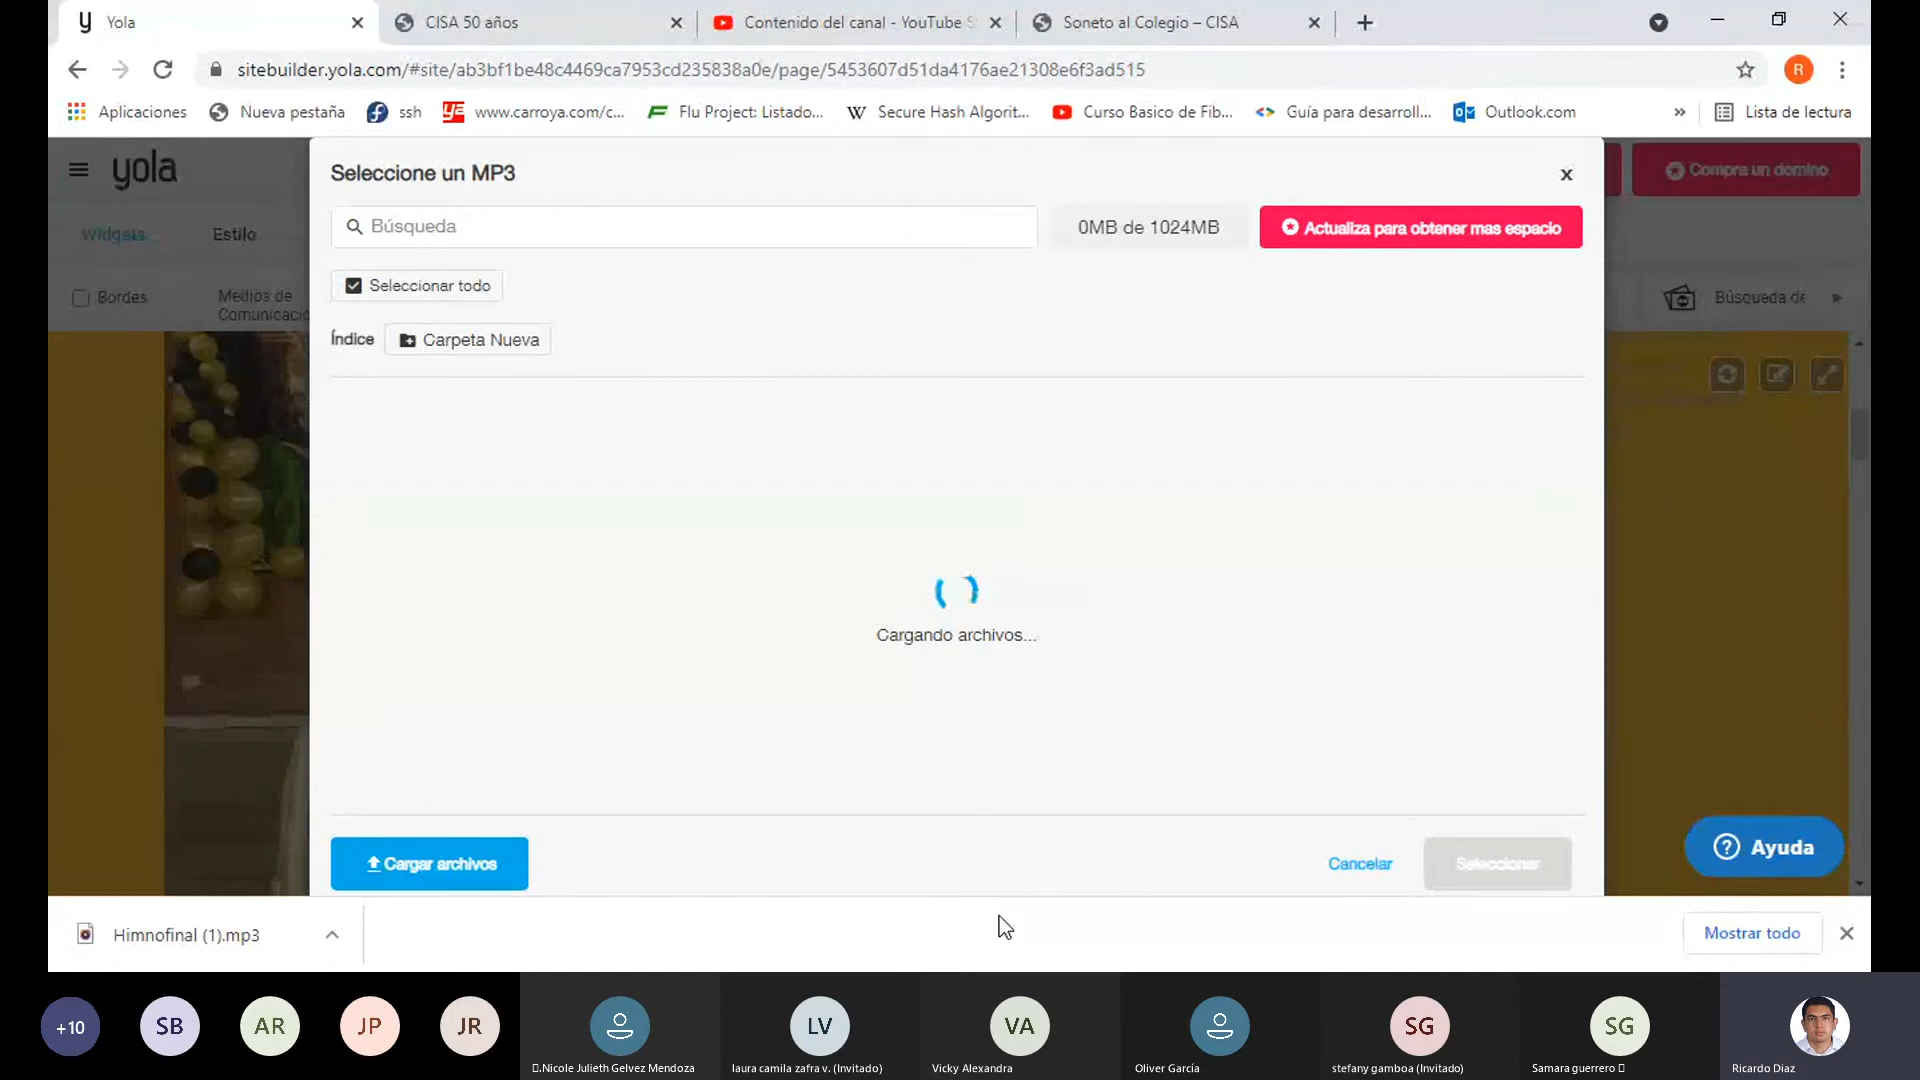 Yola
CISA 50 años
Contenido del canal - YouTube S
Soneto al Colegio – CISA
sitebuilder.yola.com/#site/ab3bf1be48c4469ca7953cd235838a0e/page/5453607d51da4176ae21308e6f3ad515
R
Aplicaciones
Nueva pestaña
ssh
www.carroya.com/c...
Flu Project: Listado...
Secure Hash Algorit...
Curso Basico de Fib...
Guía para desarroll...
Outlook.com
»
Lista de lectura
yola
Seleccione un MP3
x
Compra un domino
Búsqueda
0MB de 1024MB
Actualiza para obtener mas espacio
Widgets
Estilo
Seleccionar todo
Bordes
Medios de
Comunicació
Búsqueda de
Índice
Carpeta Nueva
Cargando archivos...
Cargar archivos
Cancelar
Seleccionar
Ayuda
Himnofinal (1).mp3
Mostrar todo
+10
SB
AR
JP
JR
LV
VA
SG
SG
.Nicole Julieth Gelvez Mendoza
laura camila zafra v. (Invitado)
Vicky Alexandra
Oliver García
stefany gamboa (Invitado)
Samara guerrero
Ricardo Diaz